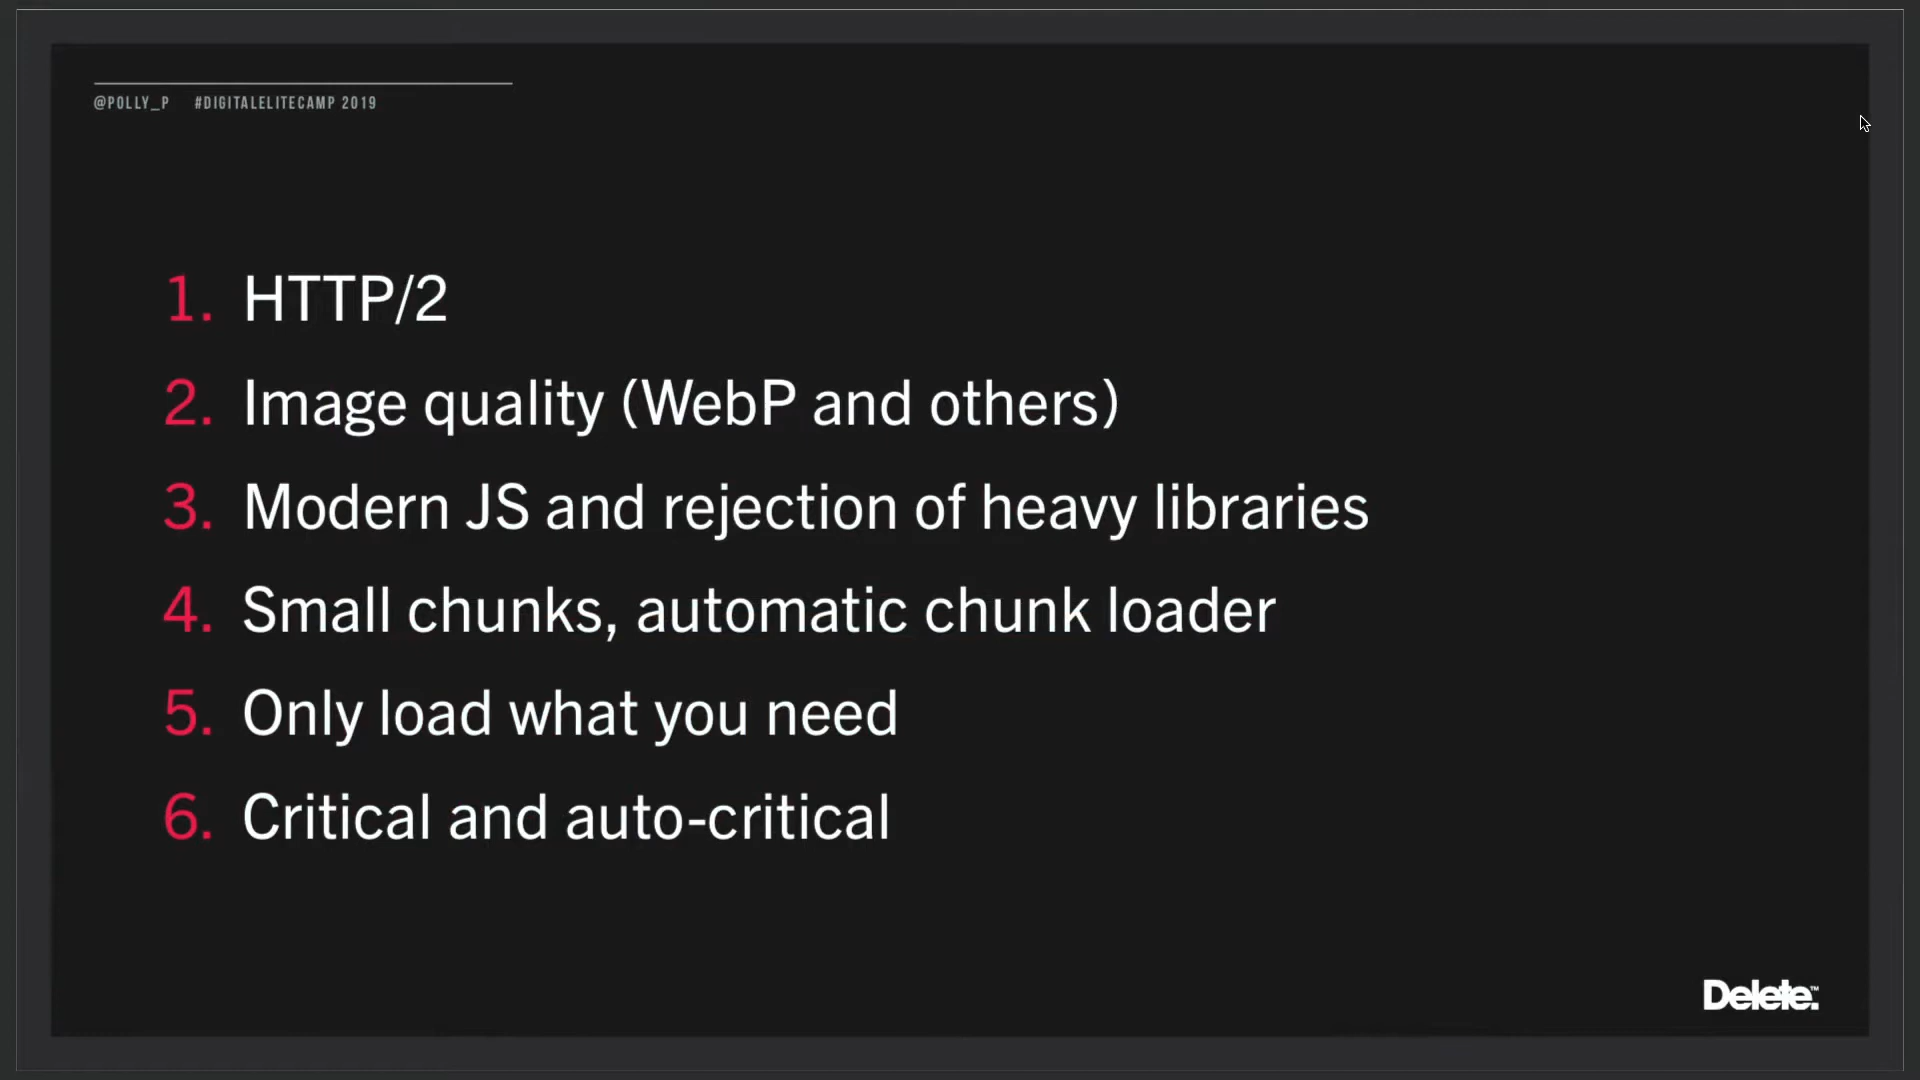 @POLLY_P #DIGITALELITECAMP 2019
1. HTTP/2
2. Image quality (WebP and others)
3. Modern JS and rejection of heavy libraries
4. Small chunks, automatic chunk loader
5. Only load what you need
6. Critical and auto-critical
Delete.™